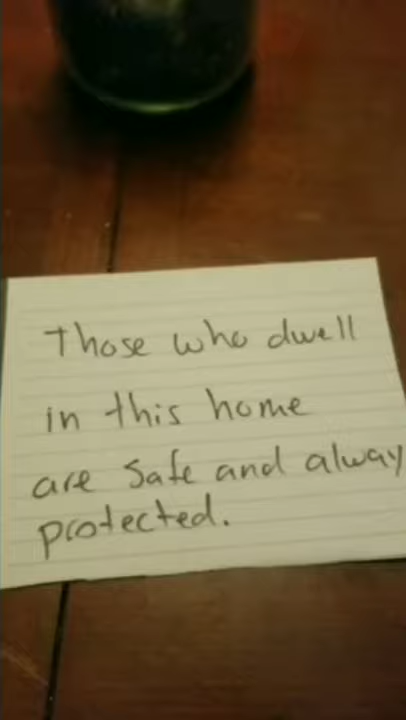 Those who dwell
in this home
are safe and alway
protected.